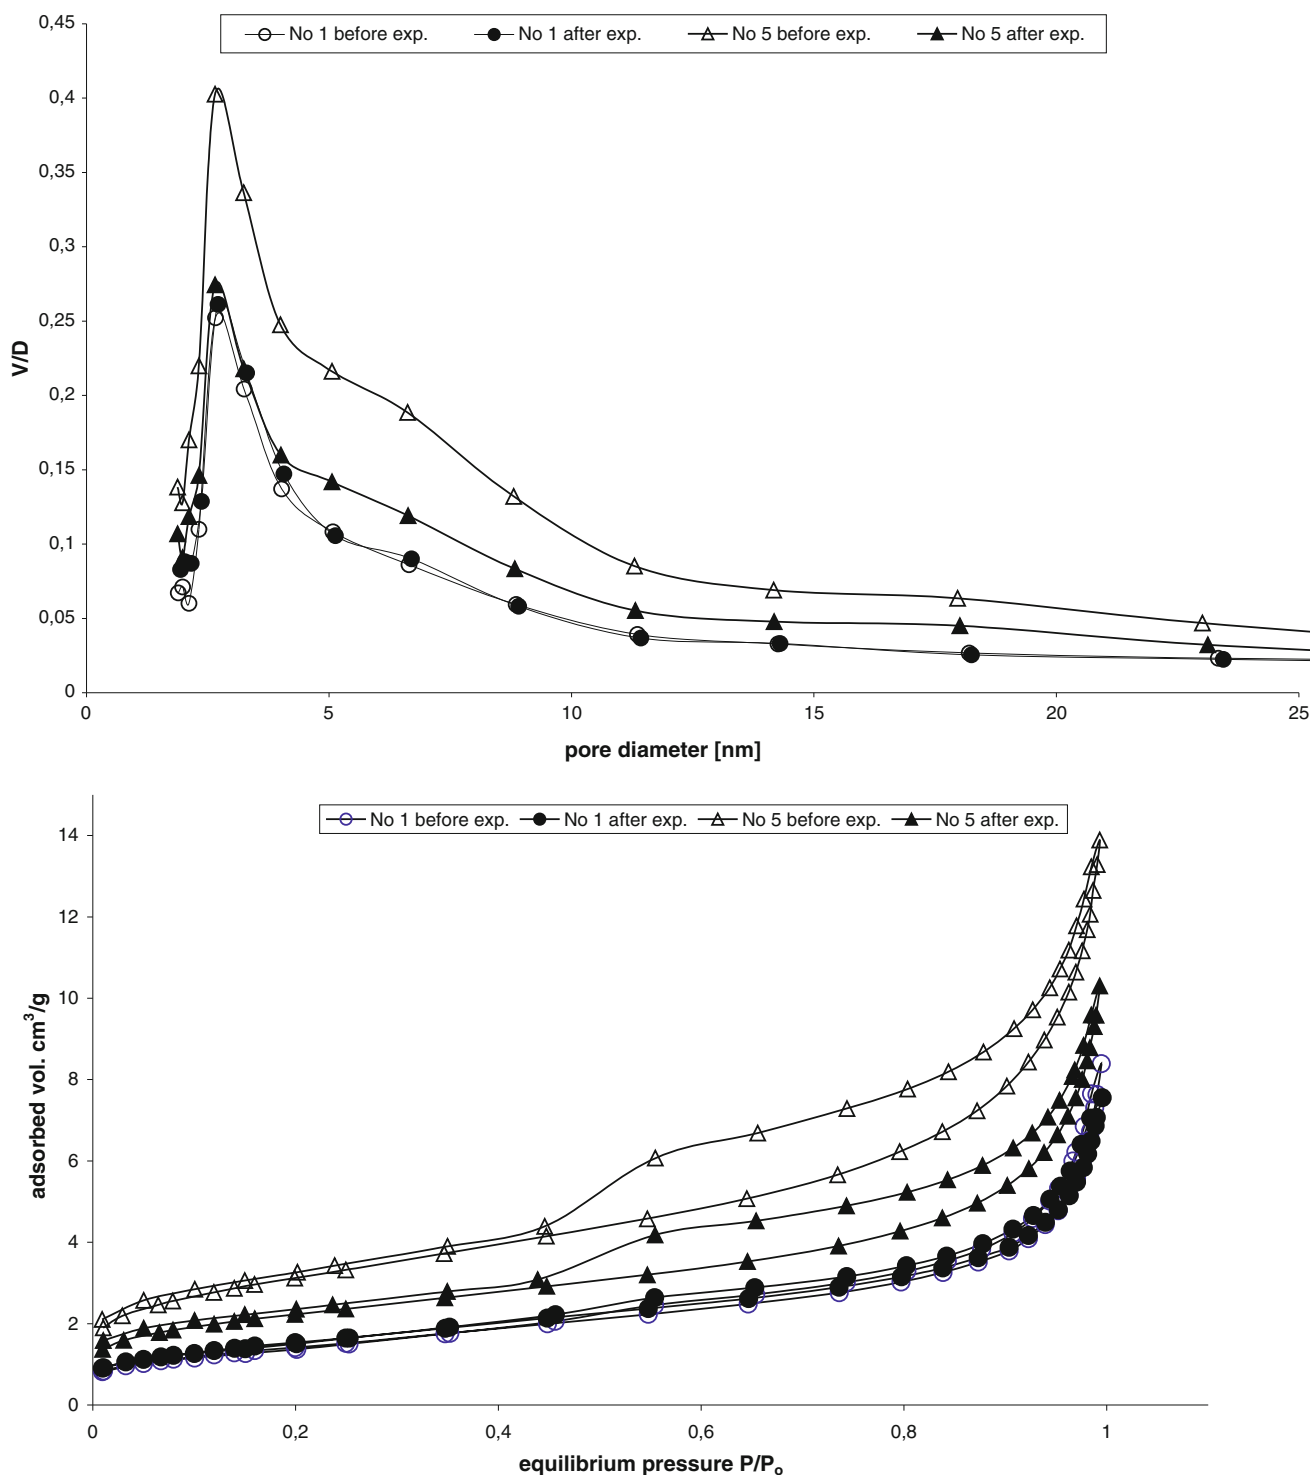 0,45
No 1 before exp. No 1 after exp. No 5 before exp. No 5 after exp.
0,4
0,35
0,3
0,25
V/D
0,2
0,15
0,1
0,05
0
0 5 10 15 20 25
pore diameter [nm]
No 1 before exp. No 1 after exp. No 5 before exp. No 5 after exp.
14
12
10
adsorbed vol. cm³/g
8
6
4
2
0
0 0,2 0,4 0,6 0,8 1
equilibrium pressure P/Pₒ